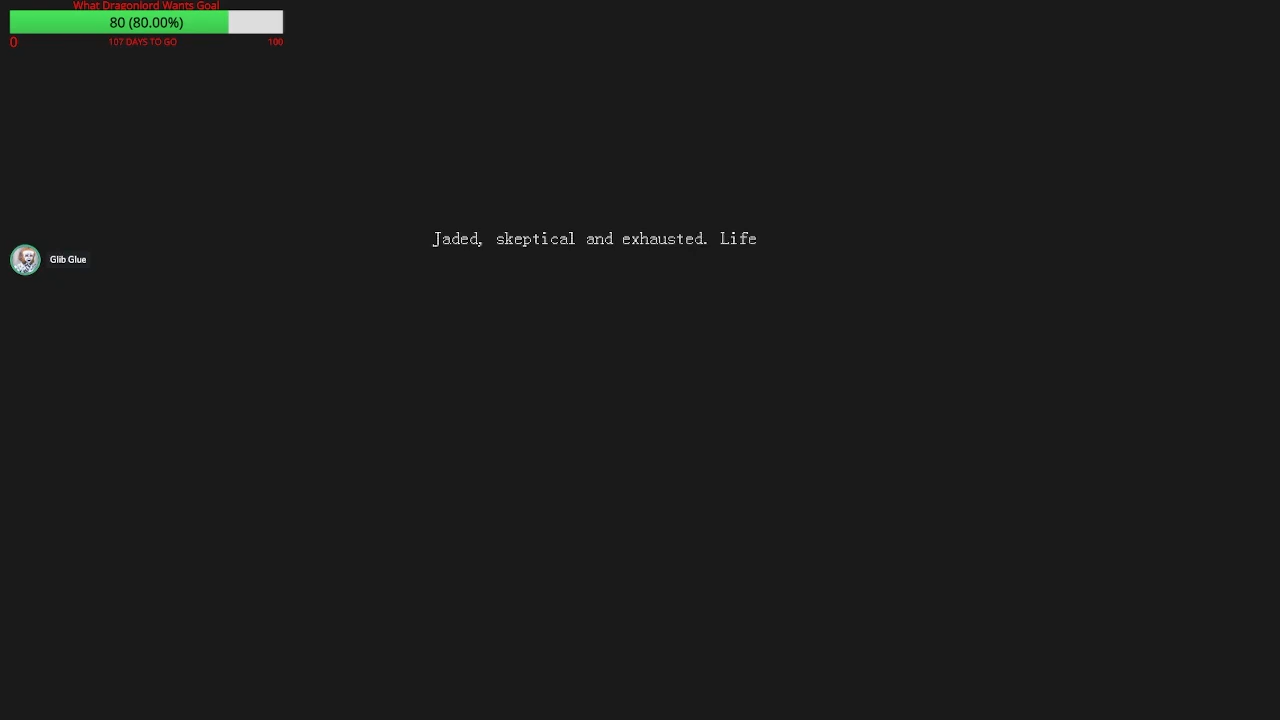 What Dragonlord Wants Goal
80 (80.00%)
0 107 DAYS TO GO 100
Jaded, skeptical and exhausted. Life
Glib Glue